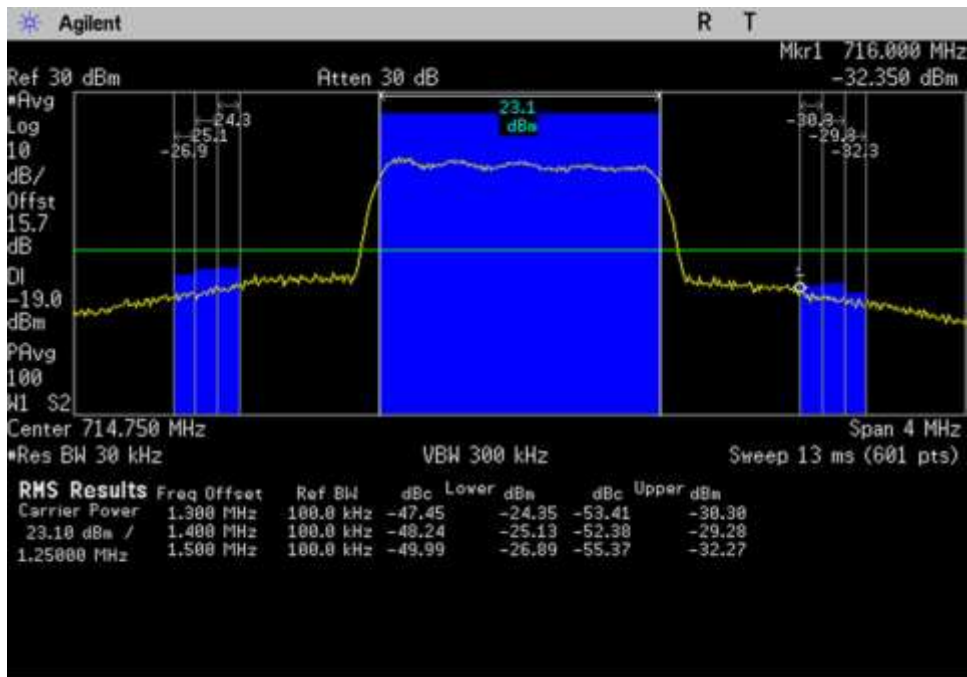 Agilent R T
Mkr1 716.000 MHz
Ref 30 dBm Atten 30 dB -32.350 dBm
*Avg
Log
10
dB/
Offst
15.7
dB
DI
-19.0
dBm
PAvg
100
W1 S2
23.1
dBm
-24.3
-25.1
-26.9
-30.3
-29.3
-32.3
1
Center 714.750 MHz Span 4 MHz
*Res BW 30 kHz VBW 300 kHz Sweep 13 ms (601 pts)
RMS Results Freq Offset Ref BW dBc Lower dBm dBc Upper dBm
Carrier Power 1.300 MHz 100.0 kHz -47.45 -24.35 -53.41 -30.30
23.10 dBm / 1.400 MHz 100.0 kHz -48.24 -25.13 -52.38 -29.28
1.25000 MHz 1.500 MHz 100.0 kHz -49.99 -26.89 -55.37 -32.27